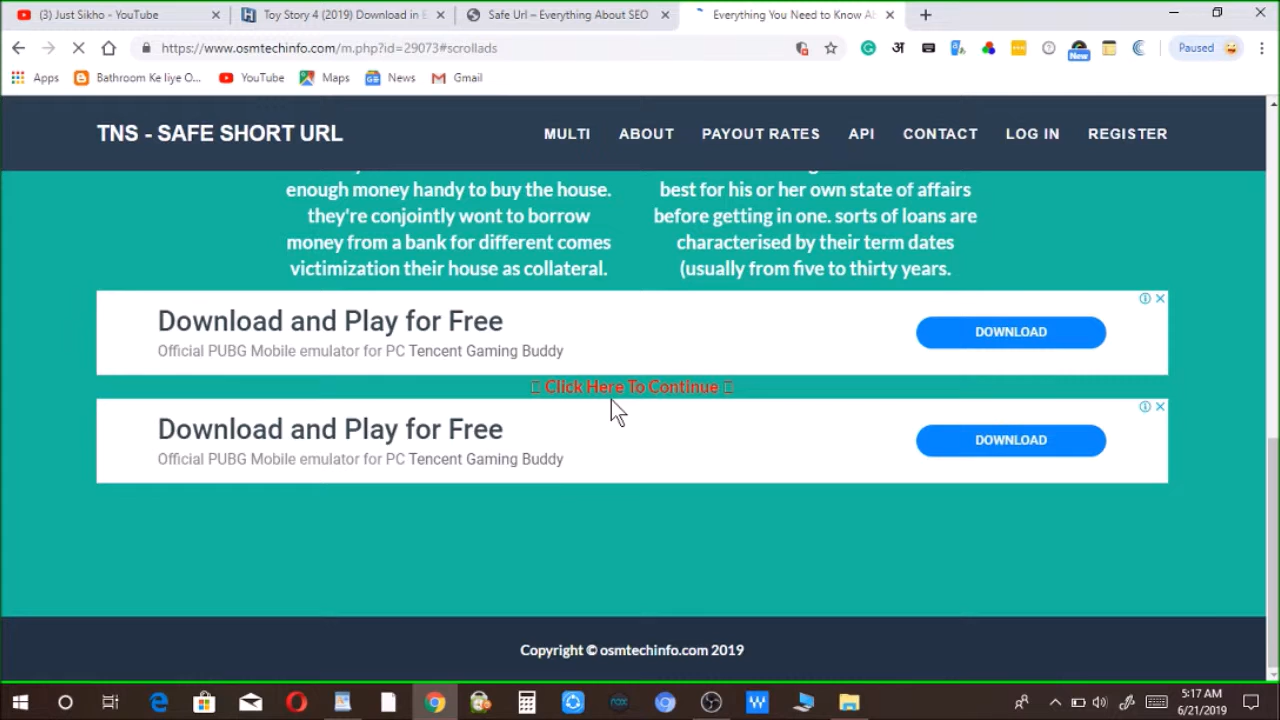 (3) Just Sikho - YouTube
Toy Story 4 (2019) Download in
Safe Url – Everything About SEO
Everything You Need to Know
https://www.osmtechinfo.com/m.php?id=29073#scrollads
अ
New
Paused
Apps
Bathroom Ke liye O...
YouTube
Maps
News
Gmail
TNS - SAFE SHORT URL
MULTI
ABOUT
PAYOUT RATES
API
CONTACT
LOG IN
REGISTER
enough money handy to buy the house.
they're conjointly wont to borrow
money from a bank for different comes
victimization their house as collateral.
best for his or her own state of affairs
before getting in one. sorts of loans are
characterised by their term dates
(usually from five to thirty years.
Download and Play for Free
Official PUBG Mobile emulator for PC Tencent Gaming Buddy
DOWNLOAD
Click Here To Continue
Download and Play for Free
Official PUBG Mobile emulator for PC Tencent Gaming Buddy
DOWNLOAD
Copyright © osmtechinfo.com 2019
5:17 AM
6/21/2019